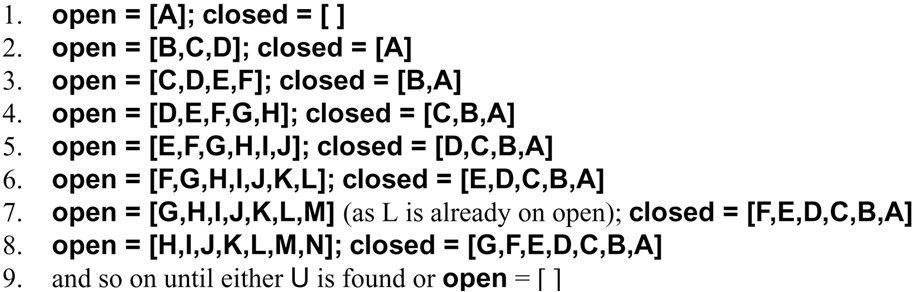 1. open = [A]; closed = [ ]
2. open = [B,C,D]; closed = [A]
3. open = [C,D,E,F]; closed = [B,A]
4. open = [D,E,F,G,H]; closed = [C,B,A]
5. open = [E,F,G,H,I,J]; closed = [D,C,B,A]
6. open = [F,G,H,I,J,K,L]; closed = [E,D,C,B,A]
7. open = [G,H,I,J,K,L,M] (as L is already on open); closed = [F,E,D,C,B,A]
8. open = [H,I,J,K,L,M,N]; closed = [G,F,E,D,C,B,A]
9. and so on until either U is found or open = [ ]